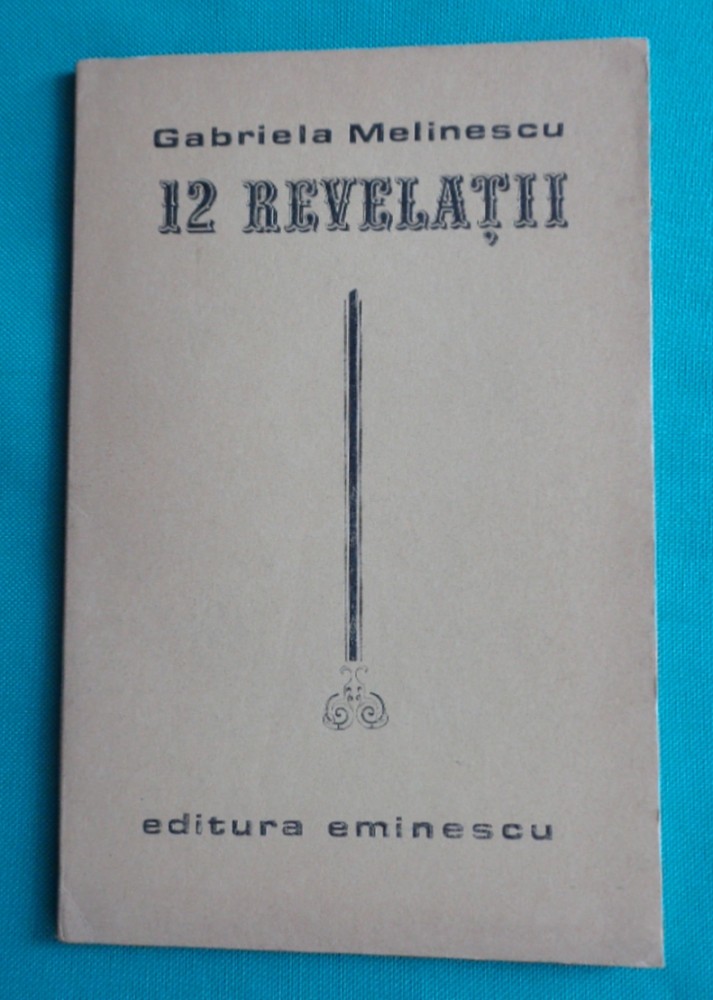 Gabriela Melinescu
12 REVELAȚII
editura eminescu